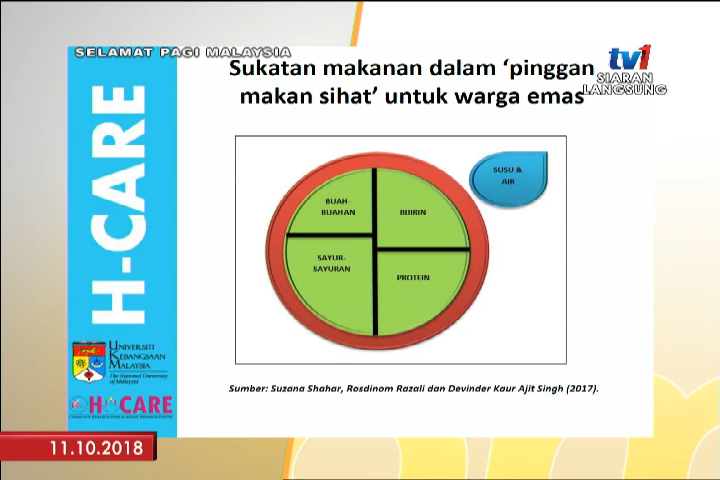 SELAMAT PAGI MALAYSIA
tv1
SIARAN
LANGSUNG
Sukatan makanan dalam ‘pinggan
makan sihat’ untuk warga emas
H-CARE
BUAH-
BUAHAN
BIJIRIN
SAYUR-
SAYURAN
PROTEIN
SUSU &
AIR
UNIVERSITI
KEBANGSAAN
MALAYSIA
The National University
of Malaysia
H CARE
Sumber: Suzana Shahar, Rosdinom Razali dan Devinder Kaur Ajit Singh (2017).
11.10.2018